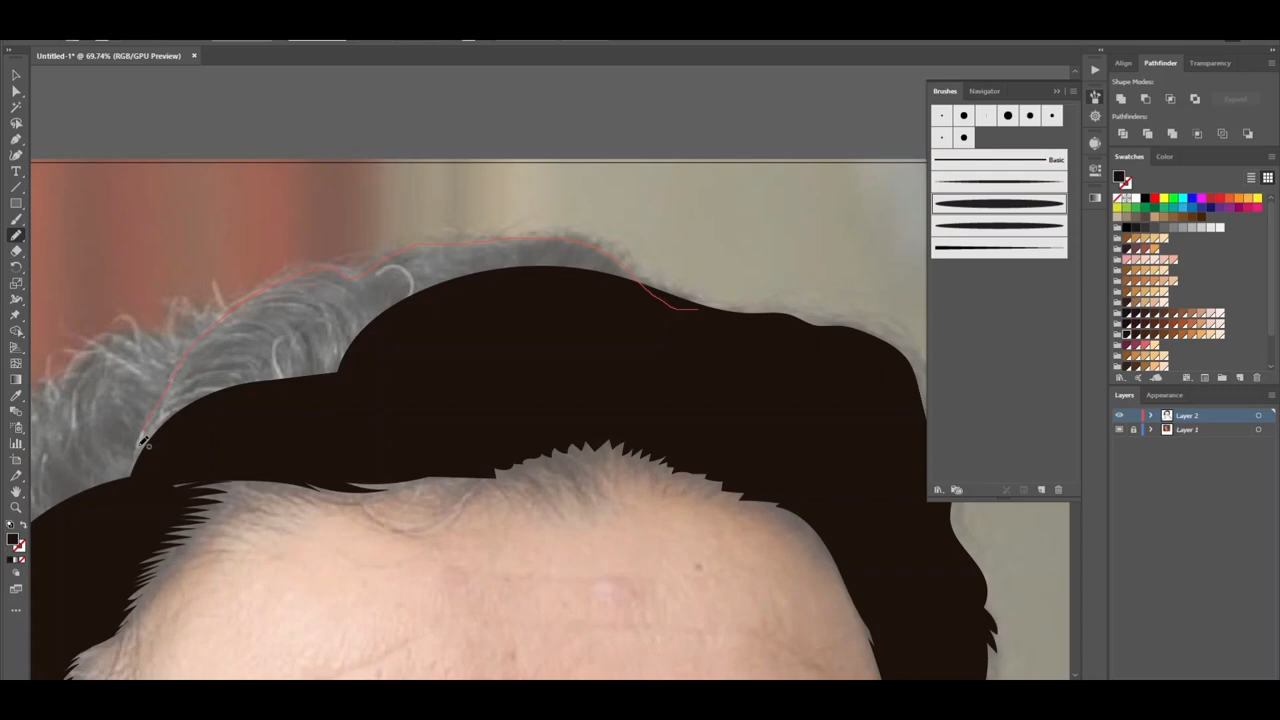 Untitled-1* @ 69.74% (RGB/GPU Preview)
Brushes
Navigator
Basic
Align
Pathfinder
Transparency
Shape Modes:
Expand
Pathfinders:
Swatches
Color
Layers
Appearance
Layer 2
Layer 1